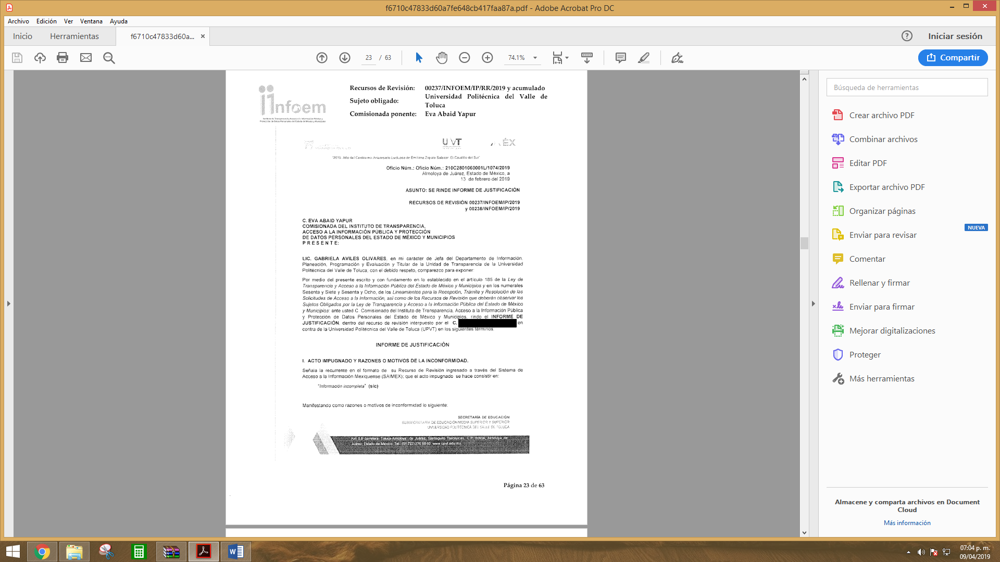 f6710c47833d60a7fe648cb417faa87a.pdf - Adobe Acrobat Pro DC
Archivo Edición Ver Ventana Ayuda
Inicio Herramientas f6710c47833d60a... × Iniciar sesión
23 / 63 74.1% Compartir
infoem
Instituto de Transparencia, Acceso a la Información Pública y
Protección de Datos Personales del Estado de México y Municipios
Recursos de Revisión: 00237/INFOEM/IP/RR/2019 y acumulado
Sujeto obligado: Universidad Politécnica del Valle de
Toluca
Comisionada ponente: Eva Abaid Yapur
UVT
ÉX
"2019. Año del Centésimo Aniversario Luctuoso de Emiliano Zapata Salazar. El Caudillo del Sur"
Oficio Núm.: Oficio Núm.: 210C2801060001L/1074/2019
Almoloya de Juárez, Estado de México, a
13 de febrero del 2019
ASUNTO: SE RINDE INFORME DE JUSTIFICACIÓN
RECURSOS DE REVISIÓN 00237/INFOEM/IP/2019
y 00238/INFOEM/IP/2019
C. EVA ABAID YAPUR
COMISIONADA DEL INSTITUTO DE TRANSPARENCIA,
ACCESO A LA INFORMACIÓN PÚBLICA Y PROTECCIÓN
DE DATOS PERSONALES DEL ESTADO DE MÉXICO Y MUNICIPIOS
P R E S E N T E:
LIC. GABRIELA AVILES OLIVARES, en mi carácter de Jefa del Departamento de Información,
Planeación, Programación y Evaluación y Titular de la Unidad de Transparencia de la Universidad
Politécnica del Valle de Toluca, con el debido respeto, comparezco para exponer:
Por medio del presente escrito y con fundamento en lo establecido en el artículo 185 de la Ley de
Transparencia y Acceso a la Información Pública del Estado de México y Municipios y en los numerales
Sesenta y Siete y Sesenta y Ocho, de los Lineamientos para la Recepción, Trámite y Resolución de las
Solicitudes de Acceso a la Información, así como de los Recursos de Revisión que deberán observar los
Sujetos Obligados por la Ley de Transparencia y Acceso a la Información Pública del Estado de México
y Municipios: ante usted C. Comisionado del Instituto de Transparencia, Acceso a la Información Pública
y Protección de Datos Personales del Estado de México y Municipios, rindo el INFORME DE
JUSTIFICACIÓN, dentro del recurso de revisión interpuesto por el C. en
contra de la Universidad Politécnica del Valle de Toluca (UPVT) en los siguientes términos:
INFORME DE JUSTIFICACIÓN
I. ACTO IMPUGNADO Y RAZONES O MOTIVOS DE LA INCONFORMIDAD.
Señala la recurrente en el formato de su Recurso de Revisión ingresado a través del Sistema de
Acceso a la Información Mexiquense (SAIMEX); que el acto impugnado se hace consistir en:
"Información incompleta" (sic)
Manifestando como razones o motivos de inconformidad lo siguiente:
SECRETARÍA DE EDUCACIÓN
SUBSECRETARÍA DE EDUCACIÓN MEDIA SUPERIOR Y SUPERIOR
UNIVERSIDAD POLITÉCNICA DEL VALLE DE TOLUCA
Km 5.6 carretera Toluca-Almoloya de Juárez, Santiaguito Tlalcilalcali, C.P. 50904, Almoloya de
Juárez, Estado de México. Tel.: (01 722) 276 60 60. www.upvt.edu.mx
Página 23 de 63
Búsqueda de herramientas
Crear archivo PDF
Combinar archivos
Editar PDF
Exportar archivo PDF
Organizar páginas
NUEVA
Enviar para revisar
Comentar
Rellenar y firmar
Enviar para firmar
Mejorar digitalizaciones
Proteger
Más herramientas
Almacene y comparta archivos en Document
Cloud
Más información
07:04 p. m.
09/04/2019